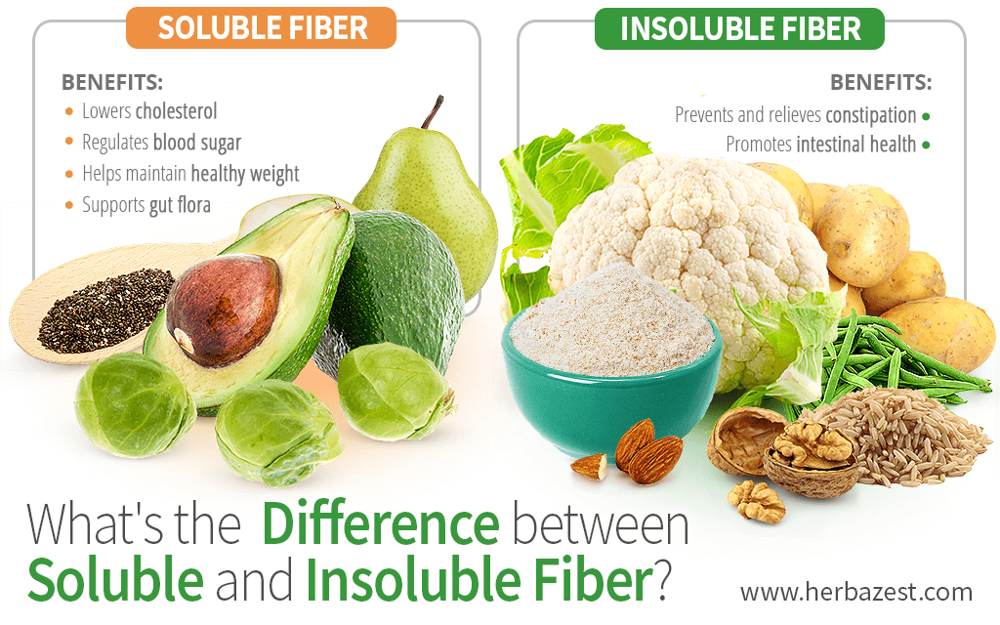 SOLUBLE FIBER
BENEFITS:
• Lowers cholesterol
• Regulates blood sugar
• Helps maintain healthy weight
• Supports gut flora
INSOLUBLE FIBER
BENEFITS:
Prevents and relieves constipation •
Promotes intestinal health •
What's the Difference between
Soluble and Insoluble Fiber?
www.herbazest.com